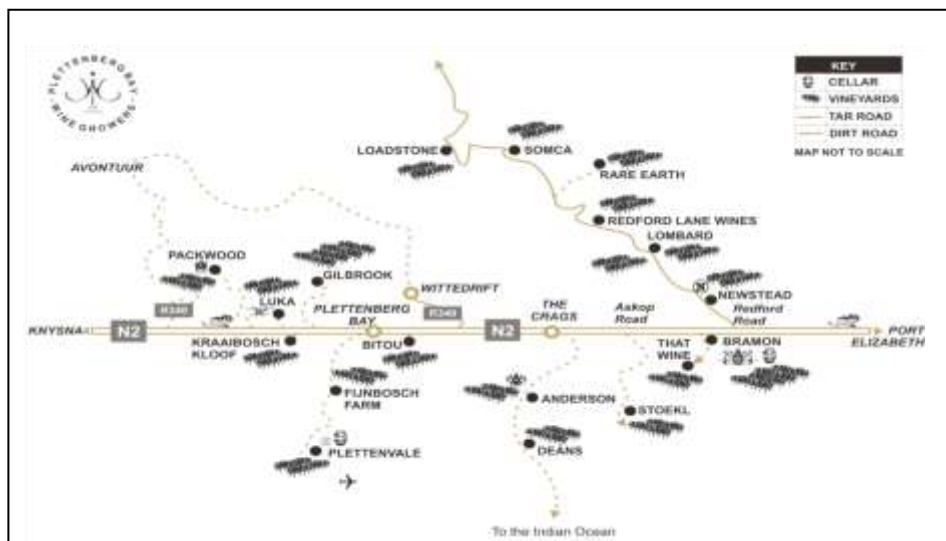 PLETTENBERG BAY
WINE GROWERS
KEY
CELLAR
VINEYARDS
TAR ROAD
DIRT ROAD
MAP NOT TO SCALE
LOADSTONE
SOMCA
RARE EARTH
AVONTUUR
REDFORD LANE WINES
LOMBARD
PACKWOOD
GILBROOK
WITTEDRIFT
NEWSTEAD
LUKA
R340
PLETTENBERG
BAY
R340
THE
CRAGS
Askop
Road
Redford
Road
KNYSNA
N2
N2
PORT
ELIZABETH
KRAAIBOSCH
KLOOF
BITOU
THAT
WINE
BRAMON
FIJNBOSCH
FARM
ANDERSON
STOEKL
PLETTENVALE
DEANS
To the Indian Ocean